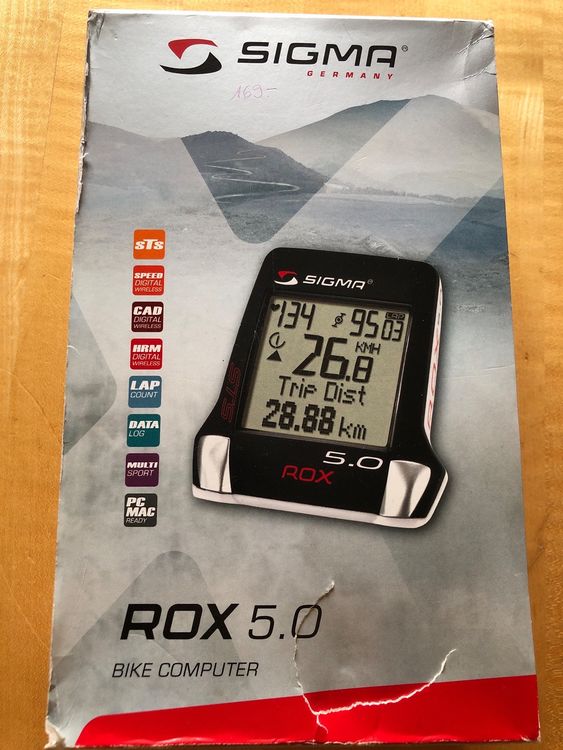 SIGMA®
GERMANY
169.-
STS
SPEED
DIGITAL
WIRELESS
CAD
DIGITAL
WIRELESS
HRM
DIGITAL
WIRELESS
LAP
COUNT
DATA
LOG
MULTI
SPORT
PC
MAC
READY
SIGMA®
134 95 LAP 03
26.8 KMH
Trip Dist
28.88 km
STS
5.0
ROX
ROX
ROX 5.0
BIKE COMPUTER